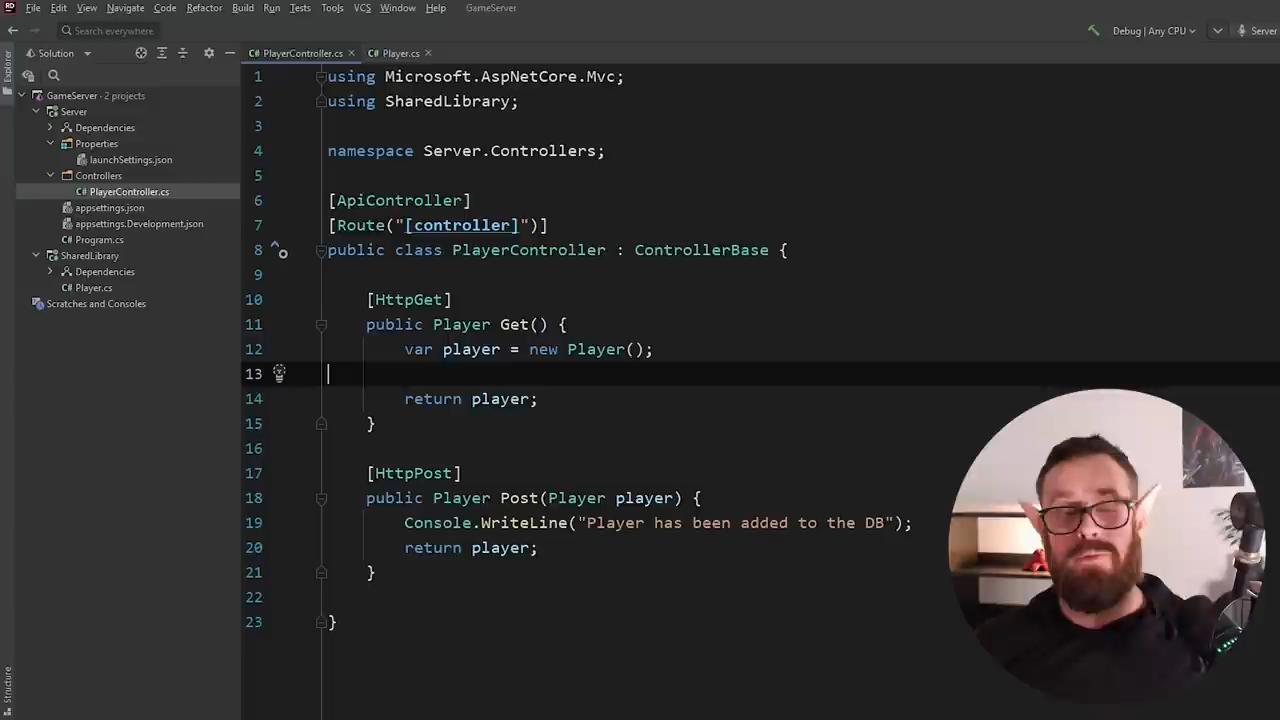 File Edit View Navigate Code Refactor Build Run Tests Tools VCS Window Help GameServer
Search everywhere
Debug | Any CPU
Server
Explorer
Solution
PlayerController.cs
Player.cs
GameServer · 2 projects
Server
Dependencies
Properties
launchSettings.json
Controllers
PlayerController.cs
appsettings.json
appsettings.Development.json
Program.cs
SharedLibrary
Dependencies
Player.cs
Scratches and Consoles
Structure
1 using Microsoft.AspNetCore.Mvc;
2 using SharedLibrary;
3
4 namespace Server.Controllers;
5
6 [ApiController]
7 [Route("[controller]")]
8 public class PlayerController : ControllerBase {
9
10 [HttpGet]
11 public Player Get() {
12 var player = new Player();
13
14 return player;
15 }
16
17 [HttpPost]
18 public Player Post(Player player) {
19 Console.WriteLine("Player has been added to the DB");
20 return player;
21 }
22
23 }